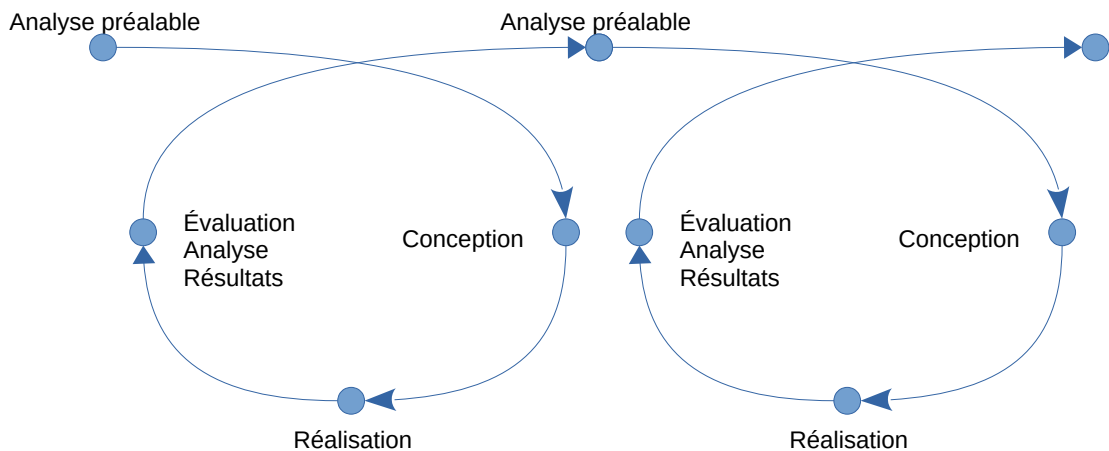 Analyse préalable
Analyse préalable
Évaluation
Analyse
Résultats
Conception
Évaluation
Analyse
Résultats
Conception
Réalisation
Réalisation